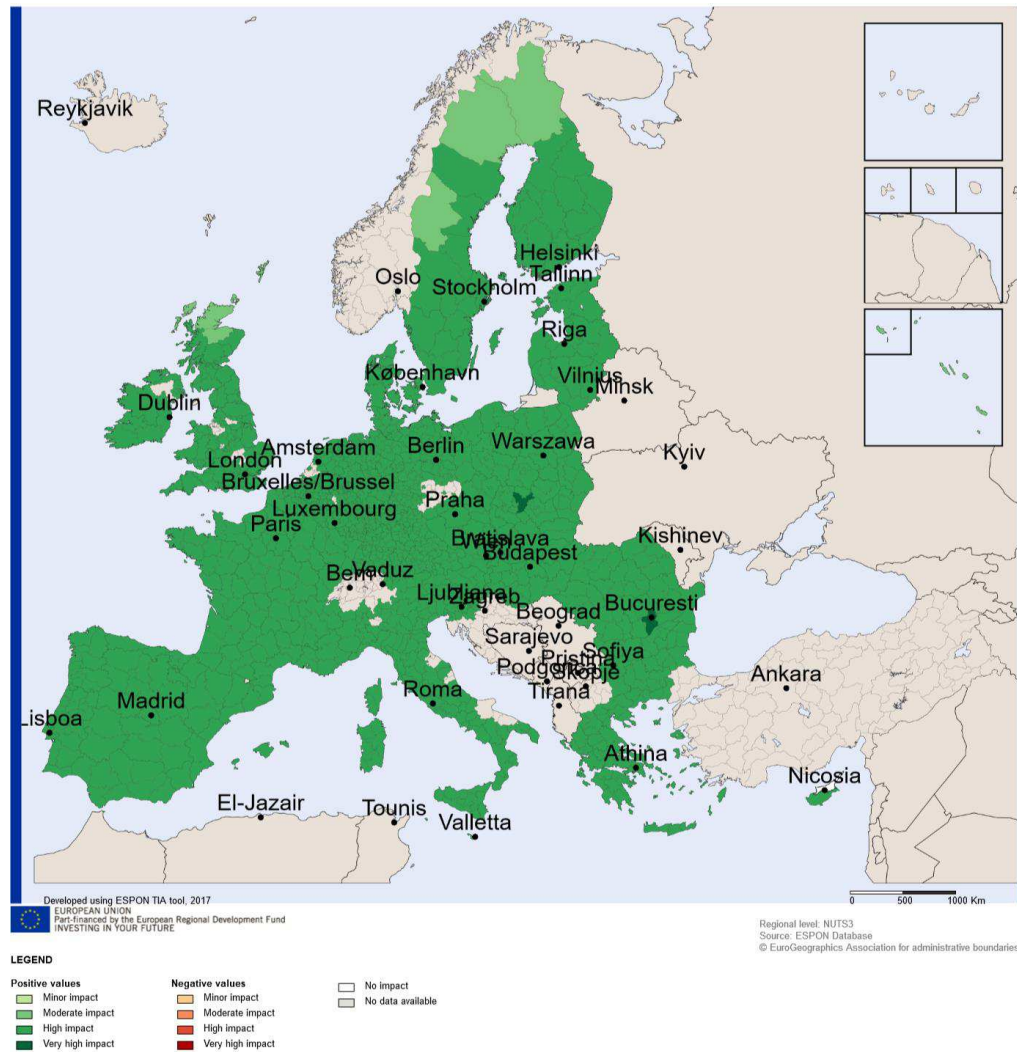 Reykjavik
Helsinki
Tallinn
Oslo
Stockholm
Riga
København
Vilnius
Minsk
Dublin
Amsterdam
Berlin
Warszawa
Kyiv
London
Bruxelles/Brussel
Praha
Luxembourg
Paris
Kishinev
Bratislava
Wien
Budapest
Bern
Vaduz
Ljubljana
Zagreb
Beograd
Bucuresti
Sarajevo
Sofiya
Pristina
Podgorica
Skopje
Roma
Tirana
Ankara
Madrid
Lisboa
Athina
Nicosia
El-Jazair
Tounis
Valletta
Developed using ESPON TIA tool, 2017
0 500 1000 Km
EUROPEAN UNION
Part-financed by the European Regional Development Fund
INVESTING IN YOUR FUTURE
Regional level: NUTS3
Source: ESPON Database
© EuroGeographics Association for administrative boundaries
LEGEND
Positive values
Minor impact
Moderate impact
High impact
Very high impact
Negative values
Minor impact
Moderate impact
High impact
Very high impact
No impact
No data available